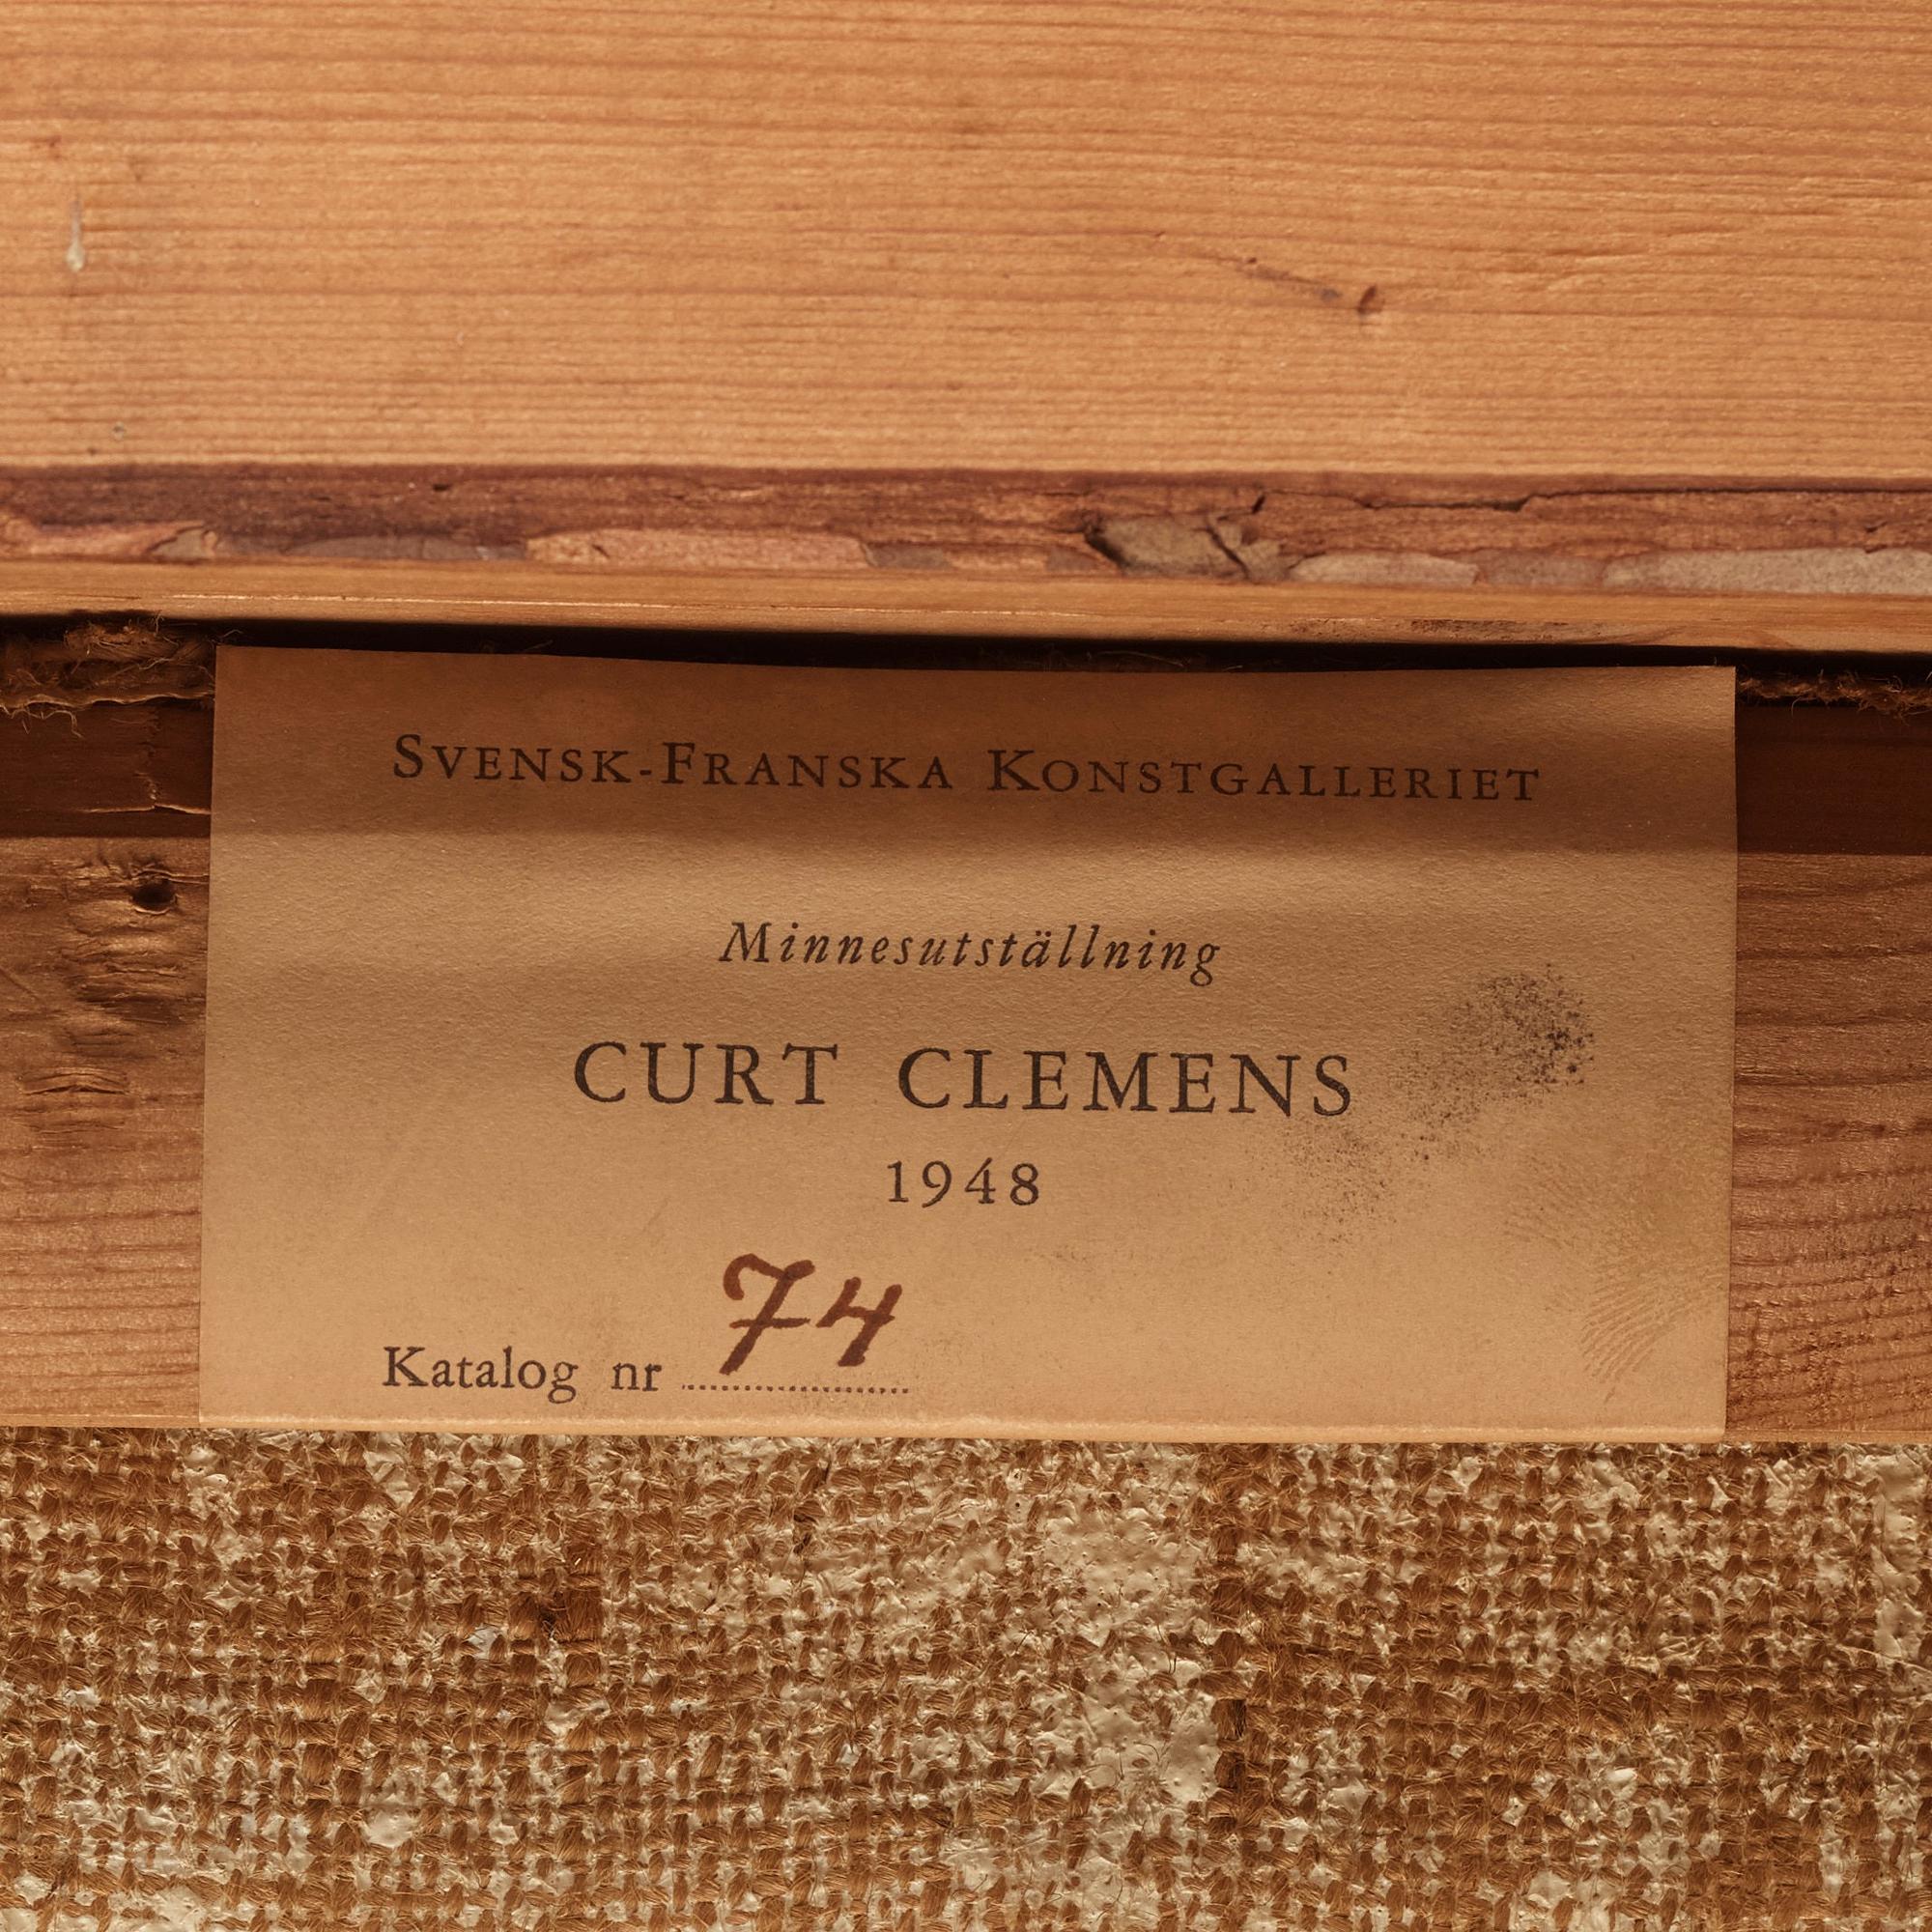 SVENSK-FRANSKA KONSTGALLERIET
Minnesutställning
CURT CLEMENS
1948
Katalog nr 74